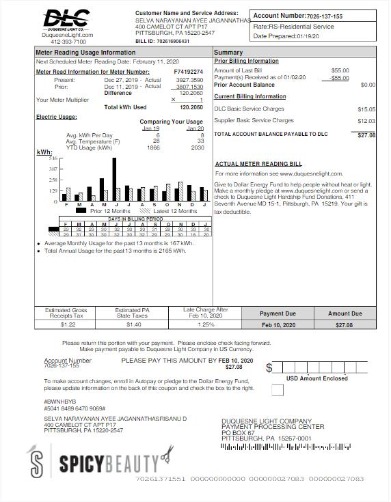 DLC
DUQUESNE LIGHT CO.
DuquesneLight.com
412-393-7100
Customer Name and Service Address:
SELVA NARAYANAN AYEE JAGANNATHAS
400 CAMELOT CT APT P17
PITTSBURGH, PA 15220-2547
BILL ID:
Account Number:7026-137-155
Rate:RS-Residential Service
Date Prepared:01/19/20
Meter Reading Usage Information
Next Scheduled Meter Reading Date: February 11, 2020
Meter Read Information for Meter Number: F74192274
Present: Dec 27, 2019 - Actual 3927.3590
Prior: Dec 11, 2019 - Actual 3807.1530
Difference 120.2060
Your Meter Multiplier X 1
Total kWh Used 120.2060
Electric Usage: Comparing Your Usage
Jan 19 Jan 20
Avg. kWh Per Day 6 8
Avg. Temperature (F) 28 33
YTD Usage (kWh) 1866 2030
kWh:
F M A M J J A S O N D J
Prior 12 Months Latest 12 Months
DAYS IN BILLING PERIOD
F M A M J J A S O N D J
Average Monthly Usage for the past 13 months is 167 kWh.
Total Annual Usage for the past 13 months is 2165 kWh.
Summary
Prior Billing Information
Amount of Last Bill $55.00
Payment(s) Received as of 01/02/20 -$55.00
Prior Account Balance $0.00
Current Billing Information
DLC Basic Service Charges $15.05
Supplier Basic Service Charges $12.03
TOTAL ACCOUNT BALANCE PAYABLE TO DLC $27.08
ACTUAL METER READING BILL
For more information see www.duquesnelight.com.
Give to Dollar Energy Fund to help people without heat or light.
Make a monthly pledge at www.duquesnelight.com or send a
check to Duquesne Light Hardship Fund Donations, 411
Seventh Avenue MD 15-1, Pittsburgh, PA 15219. Your gift is
tax deductible.
Estimated Gross
Receipts Tax
$1.22
Estimated PA
State Taxes
$1.40
Late Charge After
Feb 10, 2020
1.25%
Payment Due
Feb 10, 2020
Amount Due
$27.08
Please return this portion with your payment. Please enclose check facing forward.
Make payment payable to Duquesne Light Company in US Currency.
Account Number
7026-137-155
PLEASE PAY THIS AMOUNT BY FEB 10, 2020
$27.08
$
USD Amount Enclosed
To make account changes, enroll in Autopay or pledge to the Dollar Energy Fund,
please update information on the back of this coupon and check the box to the right.
#BWNHBYB
#5041 8489 6470 9089#
SELVA NARAYANAN AYEE JAGANNATHASRISANU D
400 CAMELOT CT APT P17
PITTSBURGH, PA 15220-2547
DUQUESNE LIGHT COMPANY
PAYMENT PROCESSING CENTER
PO BOX 67
PITTSBURGH, PA 15267-0001
SPICYBEAUTY
70261371551 000000000000 0000027083 0000027083